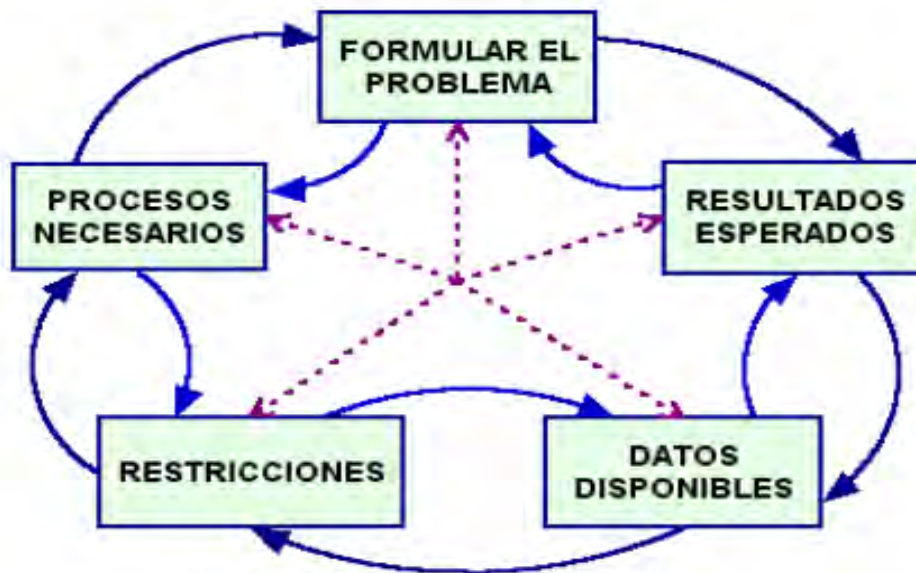 FORMULAR EL
PROBLEMA
PROCESOS
NECESARIOS
RESULTADOS
ESPERADOS
RESTRICCIONES
DATOS
DISPONIBLES